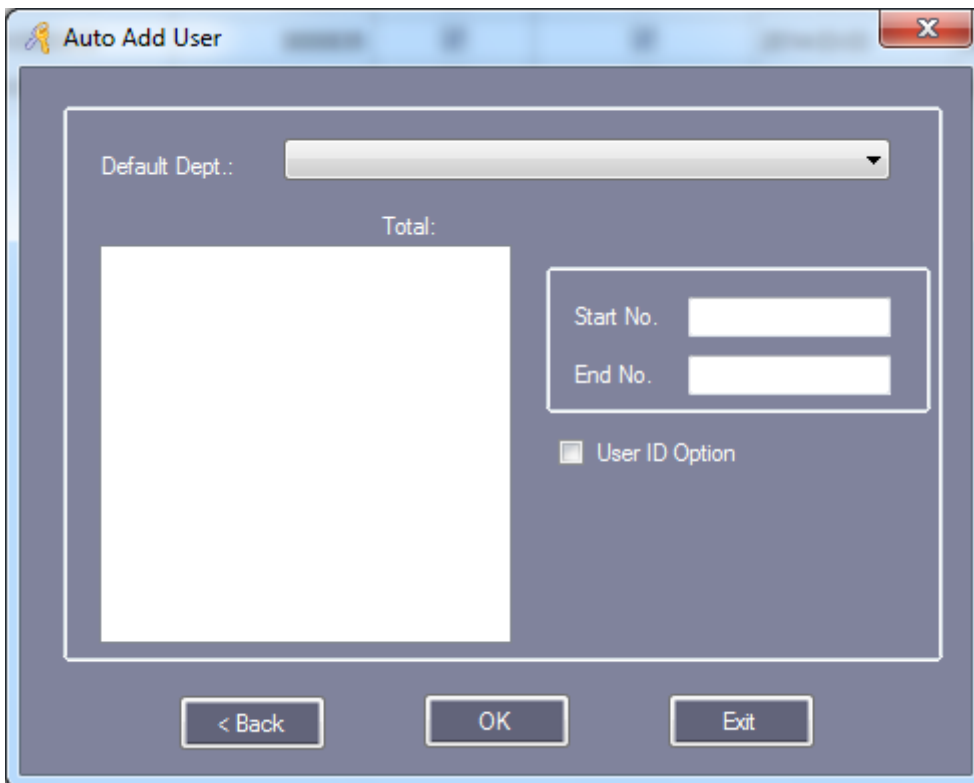 Auto Add User
Default Dept.:
Total:
Start No.
End No.
User ID Option
< Back
OK
Exit